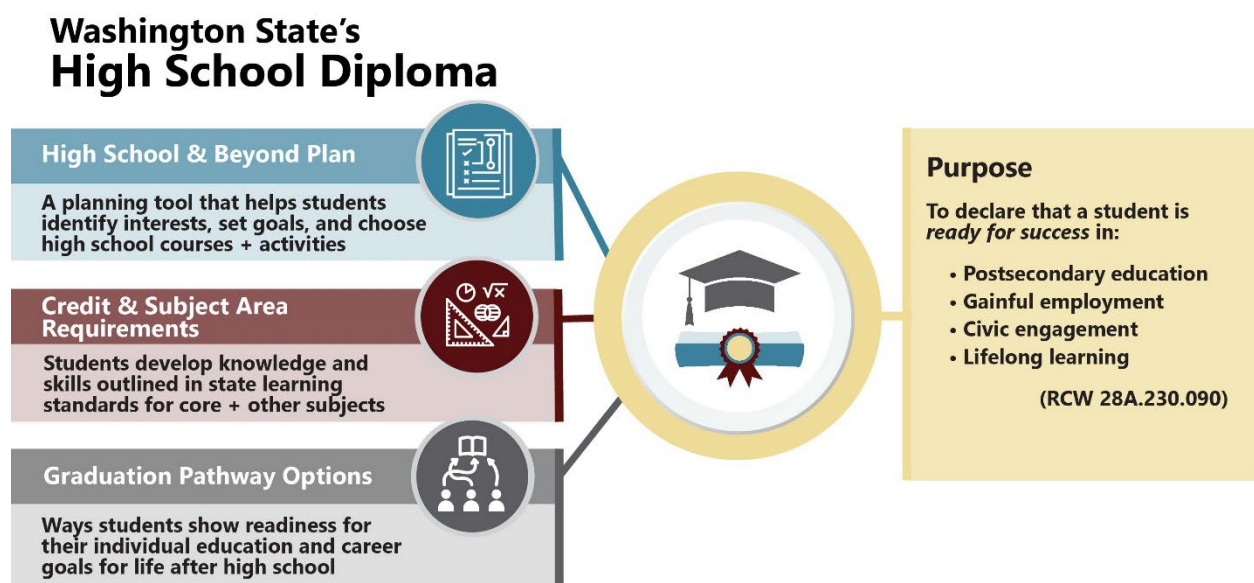 Washington State's
High School Diploma
High School & Beyond Plan
A planning tool that helps students
identify interests, set goals, and choose
high school courses + activities
Credit & Subject Area
Requirements
Students develop knowledge and
skills outlined in state learning
standards for core + other subjects
Graduation Pathway Options
Ways students show readiness for
their individual education and career
goals for life after high school
√x
Purpose
To declare that a student is
ready for success in:
• Postsecondary education
• Gainful employment
• Civic engagement
• Lifelong learning
(RCW 28A.230.090)